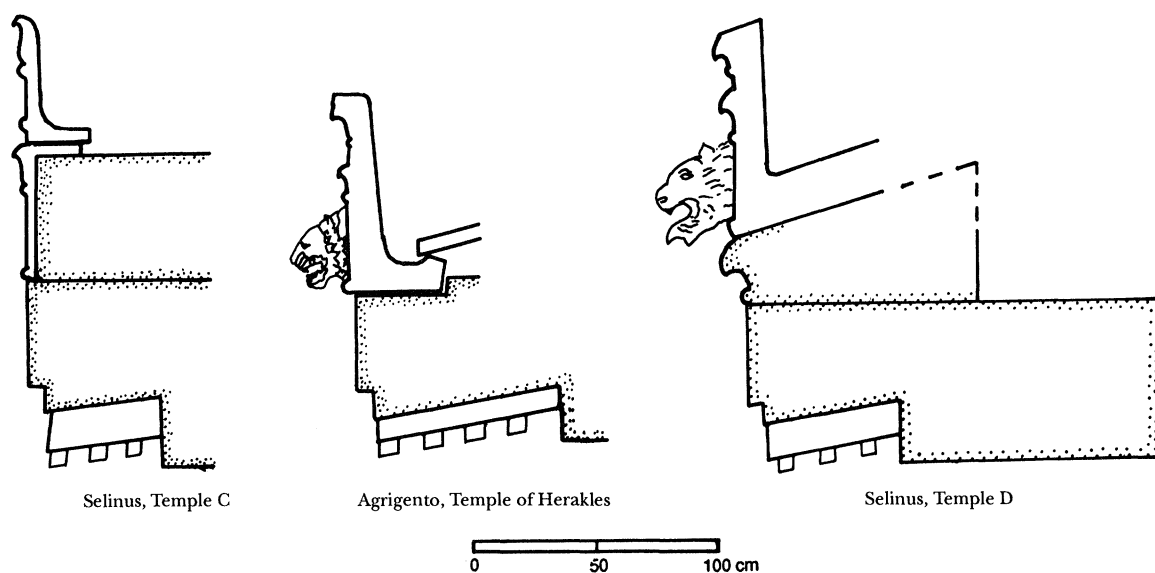 Selinus, Temple C
Agrigento, Temple of Herakles
Selinus, Temple D
0 50 100 cm